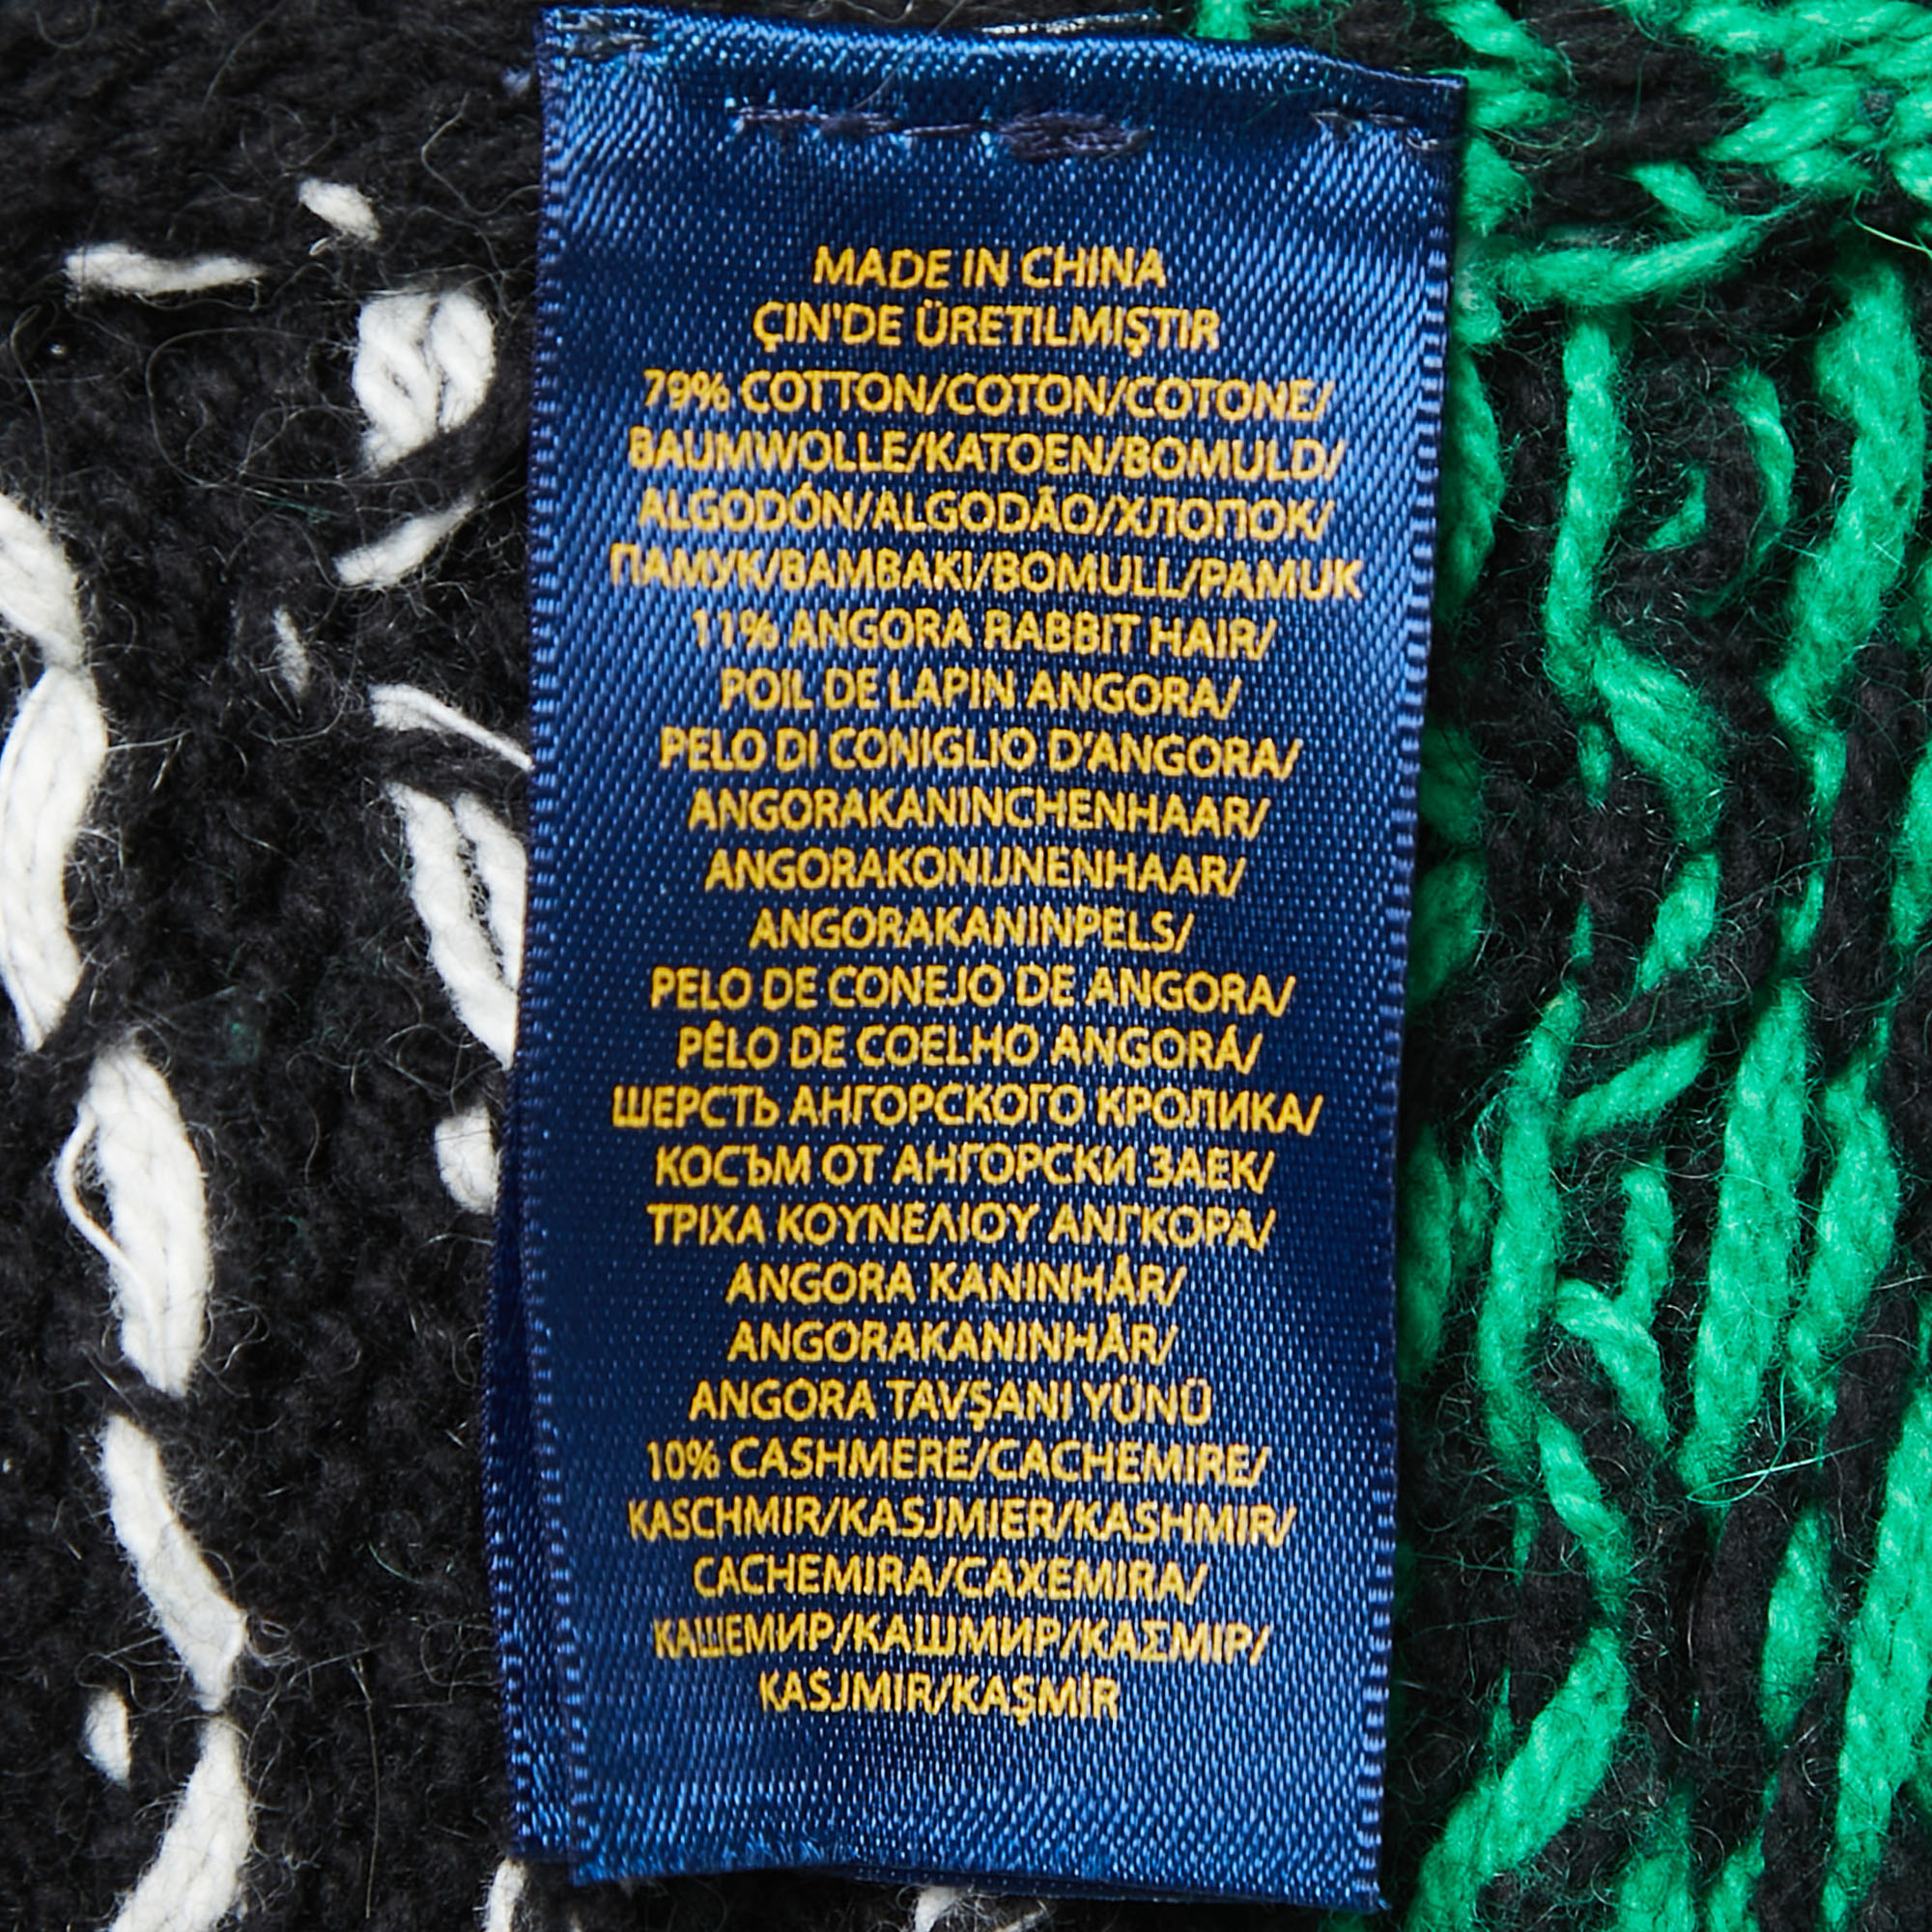 MADE IN CHINA
ÇIN'DE ÜRETILMIŞTIR
79% COTTON/COTON/COTONE/
BAUMWOLLE/KATOEN/BOMULD/
ALGODÓN/ALGODÃO/ХЛОПОК/
ПАМУК/BAMBAKI/BOMULL/PAMUK
11% ANGORA RABBIT HAIR/
POIL DE LAPIN ANGORA/
PELO DI CONIGLIO D'ANGORA/
ANGORAKANINCHENHAAR/
ANGORAKONIJNENHAAR/
ANGORAKANINPELS/
PELO DE CONEJO DE ANGORA/
PÊLO DE COELHO ANGORÁ/
ШЕРСТЬ АНГОРСКОГО КРОЛИКА/
КОСЪМ ОТ АНГОРСКИ ЗАЕК/
ΤΡΙΧΑ ΚΟΥΝΕΛΙΟΥ ΑΝΓΚΟΡΑ/
ANGORA KANINHÅR/
ANGORAKANINHÅR/
ANGORA TAVŞANI YÜNÜ
10% CASHMERE/CACHEMIRE/
KASCHMIR/KASJMIER/KASHMIR/
CACHEMIRA/CAXEMIRA/
КАШЕМИР/КАШМИР/ΚΑΣΜΙΡ/
KASJMIR/KAŞMİR